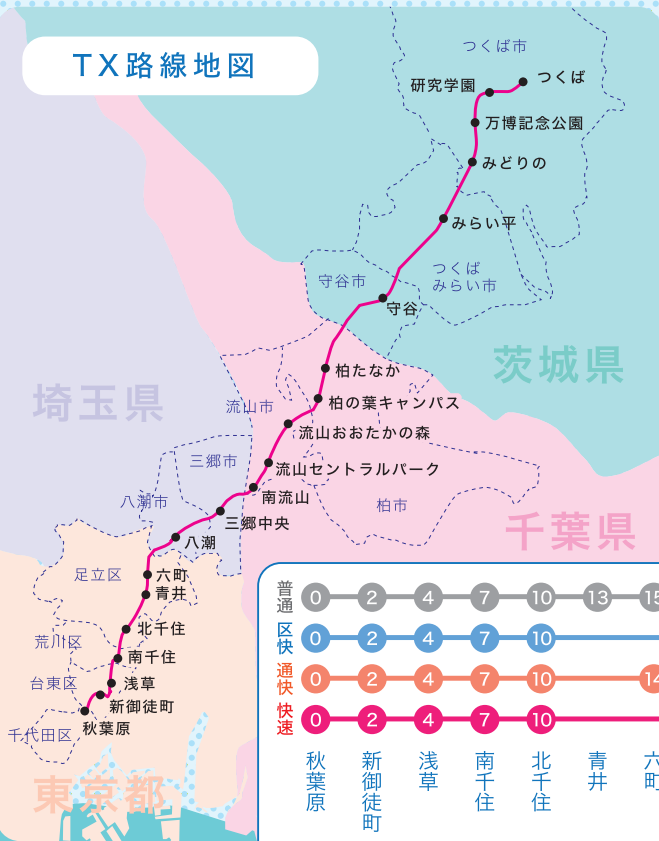 TX路線地図
つくば市
つくば
研究学園
万博記念公園
みどりの
みらい平
守谷市
つくば
みらい市
守谷
茨城県
柏たなか
埼玉県
柏の葉キャンパス
流山市
流山おおたかの森
三郷市
流山セントラルパーク
南流山
八潮市
柏市
三郷中央
千葉県
八潮
足立区
六町
青井
北千住
荒川区
南千住
台東区
浅草
新御徒町
秋葉原
千代田区
東京都
普通 0 2 4 7 10 13 15
区快 0 2 4 7 10
通快 0 2 4 7 10 14
快速 0 2 4 7 10
秋葉原
新御徒町
浅草
南千住
北千住
青井
六町